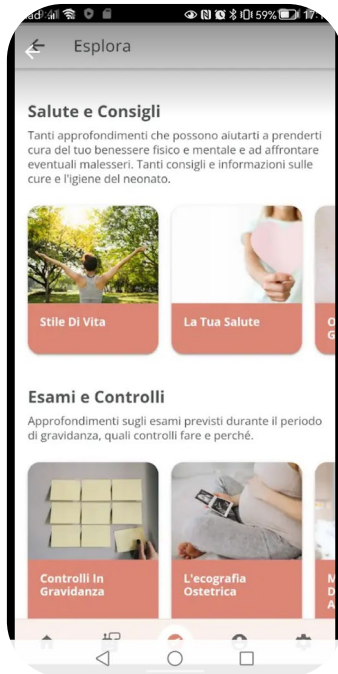 59%
Esplora
Salute e Consigli
Tanti approfondimenti che possono aiutarti a prenderti
cura del tuo benessere fisico e mentale e ad affrontare
eventuali malesseri. Tanti consigli e informazioni sulle
cure e l'igiene del neonato.
Stile Di Vita
La Tua Salute
Esami e Controlli
Approfondimenti sugli esami previsti durante il periodo
di gravidanza, quali controlli fare e perché.
Controlli In
Gravidanza
L'ecografia
Ostetrica